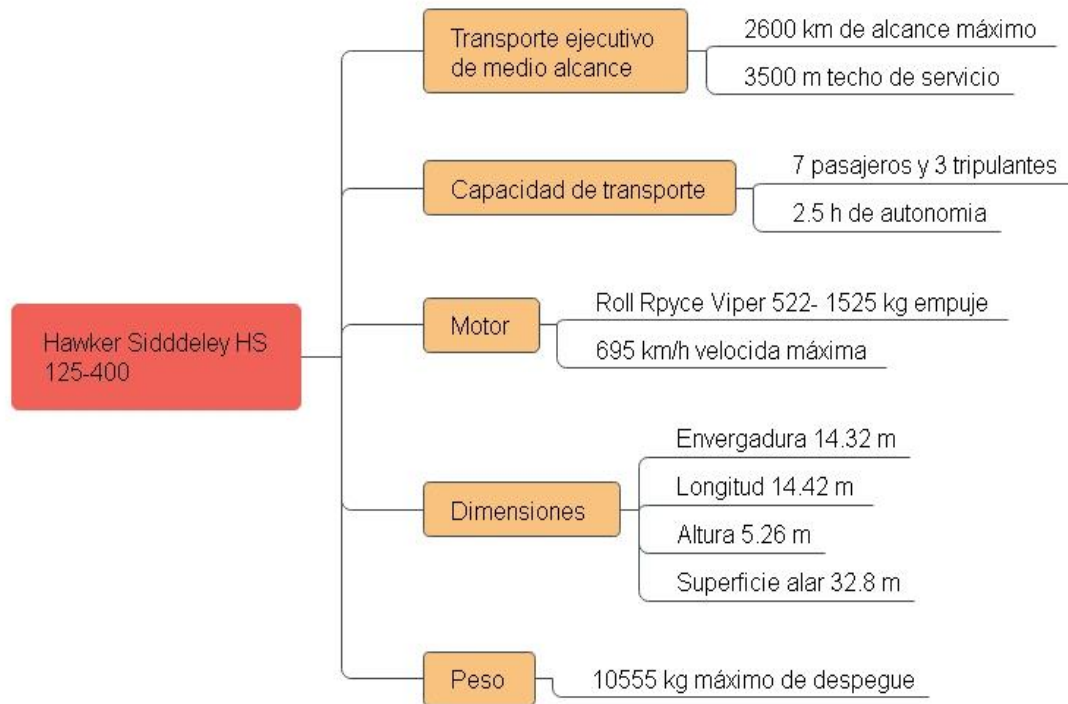 Hawker Sidddeley HS
125-400
Transporte ejecutivo
de medio alcance
2600 km de alcance máximo
3500 m techo de servicio
Capacidad de transporte
7 pasajeros y 3 tripulantes
2.5 h de autonomia
Motor
Roll Rpyce Viper 522- 1525 kg empuje
695 km/h velocida máxima
Dimensiones
Envergadura 14.32 m
Longitud 14.42 m
Altura 5.26 m
Superficie alar 32.8 m
Peso
10555 kg máximo de despegue